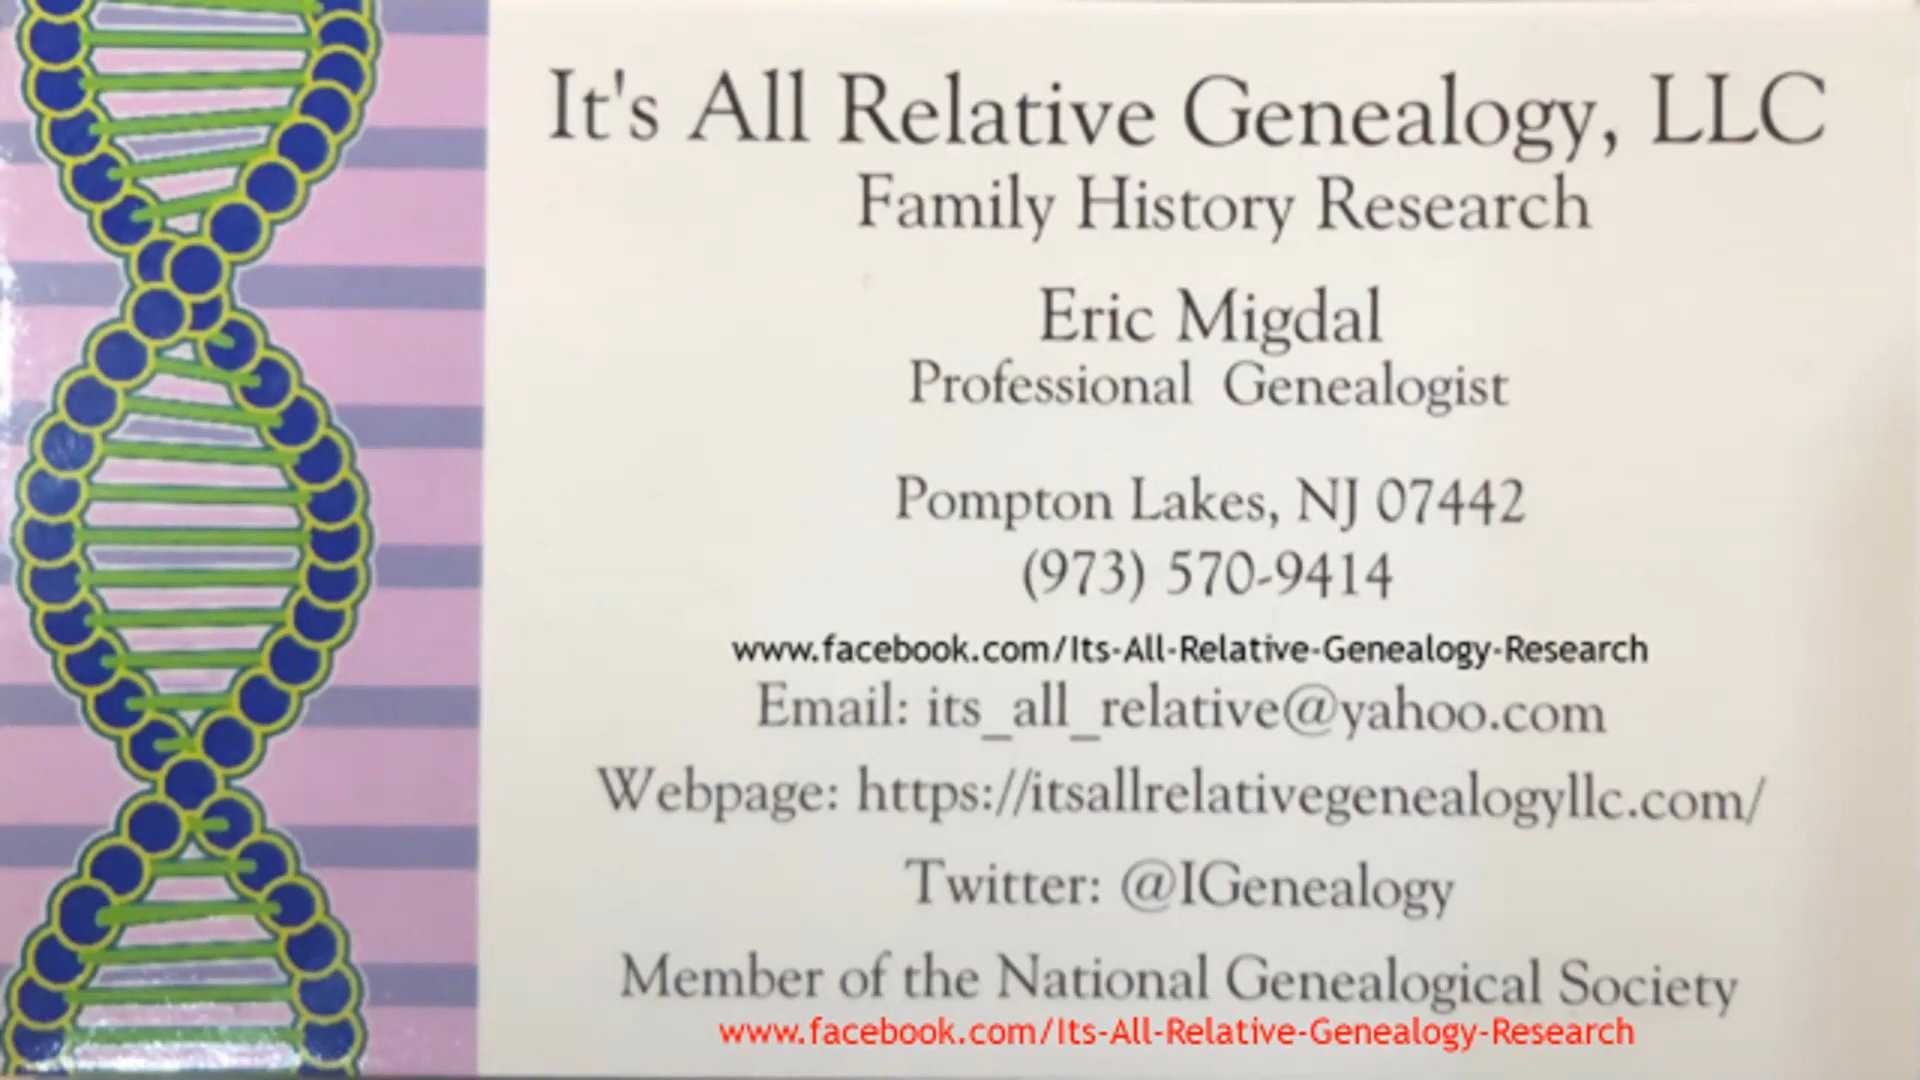 It's All Relative Genealogy, LLC
Family History Research
Eric Migdal
Professional Genealogist
Pompton Lakes, NJ 07442
(973) 570-9414
www.facebook.com/Its-All-Relative-Genealogy-Research
Email: its_all_relative@yahoo.com
Webpage: https://itsallrelativegenealogyllc.com/
Twitter: @IGenealogy
Member of the National Genealogical Society
www.facebook.com/Its-All-Relative-Genealogy-Research